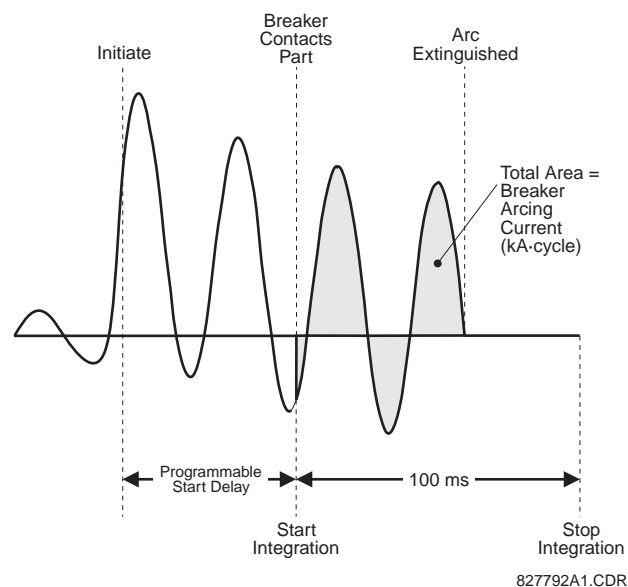 Initiate
Breaker
Contacts
Part
Arc
Extinguished
Total Area =
Breaker
Arcing
Current
(kA·cycle)
Programmable
Start Delay
100 ms
Start
Integration
Stop
Integration
827792A1.CDR